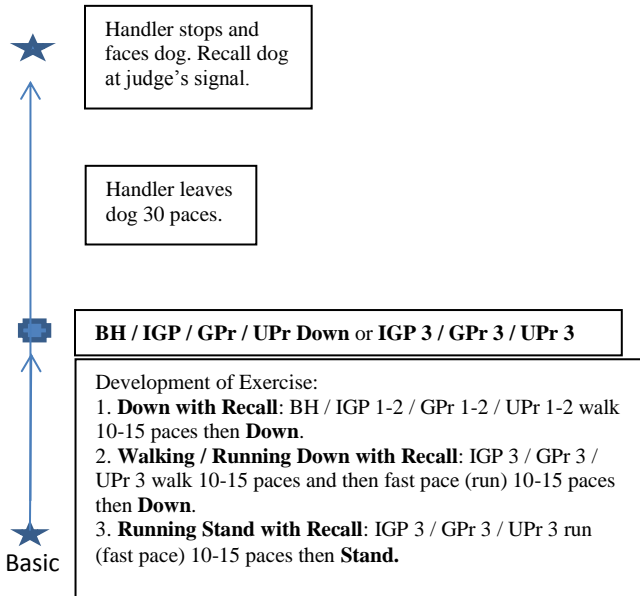 Handler stops and
faces dog. Recall dog
at judge’s signal.
Handler leaves
dog 30 paces.
BH / IGP / GPr / UPr Down or IGP 3 / GPr 3 / UPr 3
Development of Exercise:
1. Down with Recall: BH / IGP 1-2 / GPr 1-2 / UPr 1-2 walk
10-15 paces then Down.
2. Walking / Running Down with Recall: IGP 3 / GPr 3 /
UPr 3 walk 10-15 paces and then fast pace (run) 10-15 paces
then Down.
3. Running Stand with Recall: IGP 3 / GPr 3 / UPr 3 run
(fast pace) 10-15 paces then Stand.
Basic